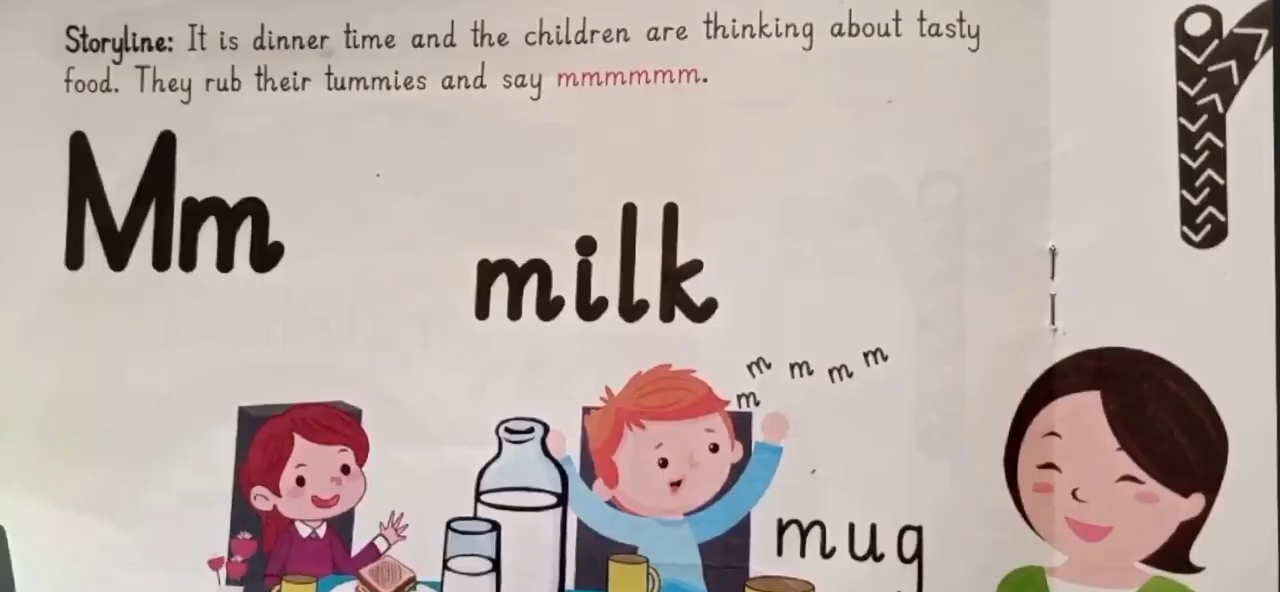 Storyline: It is dinner time and the children are thinking about tasty
food. They rub their tummies and say mmmmmm.
Mm
milk
m m m m
m
mug